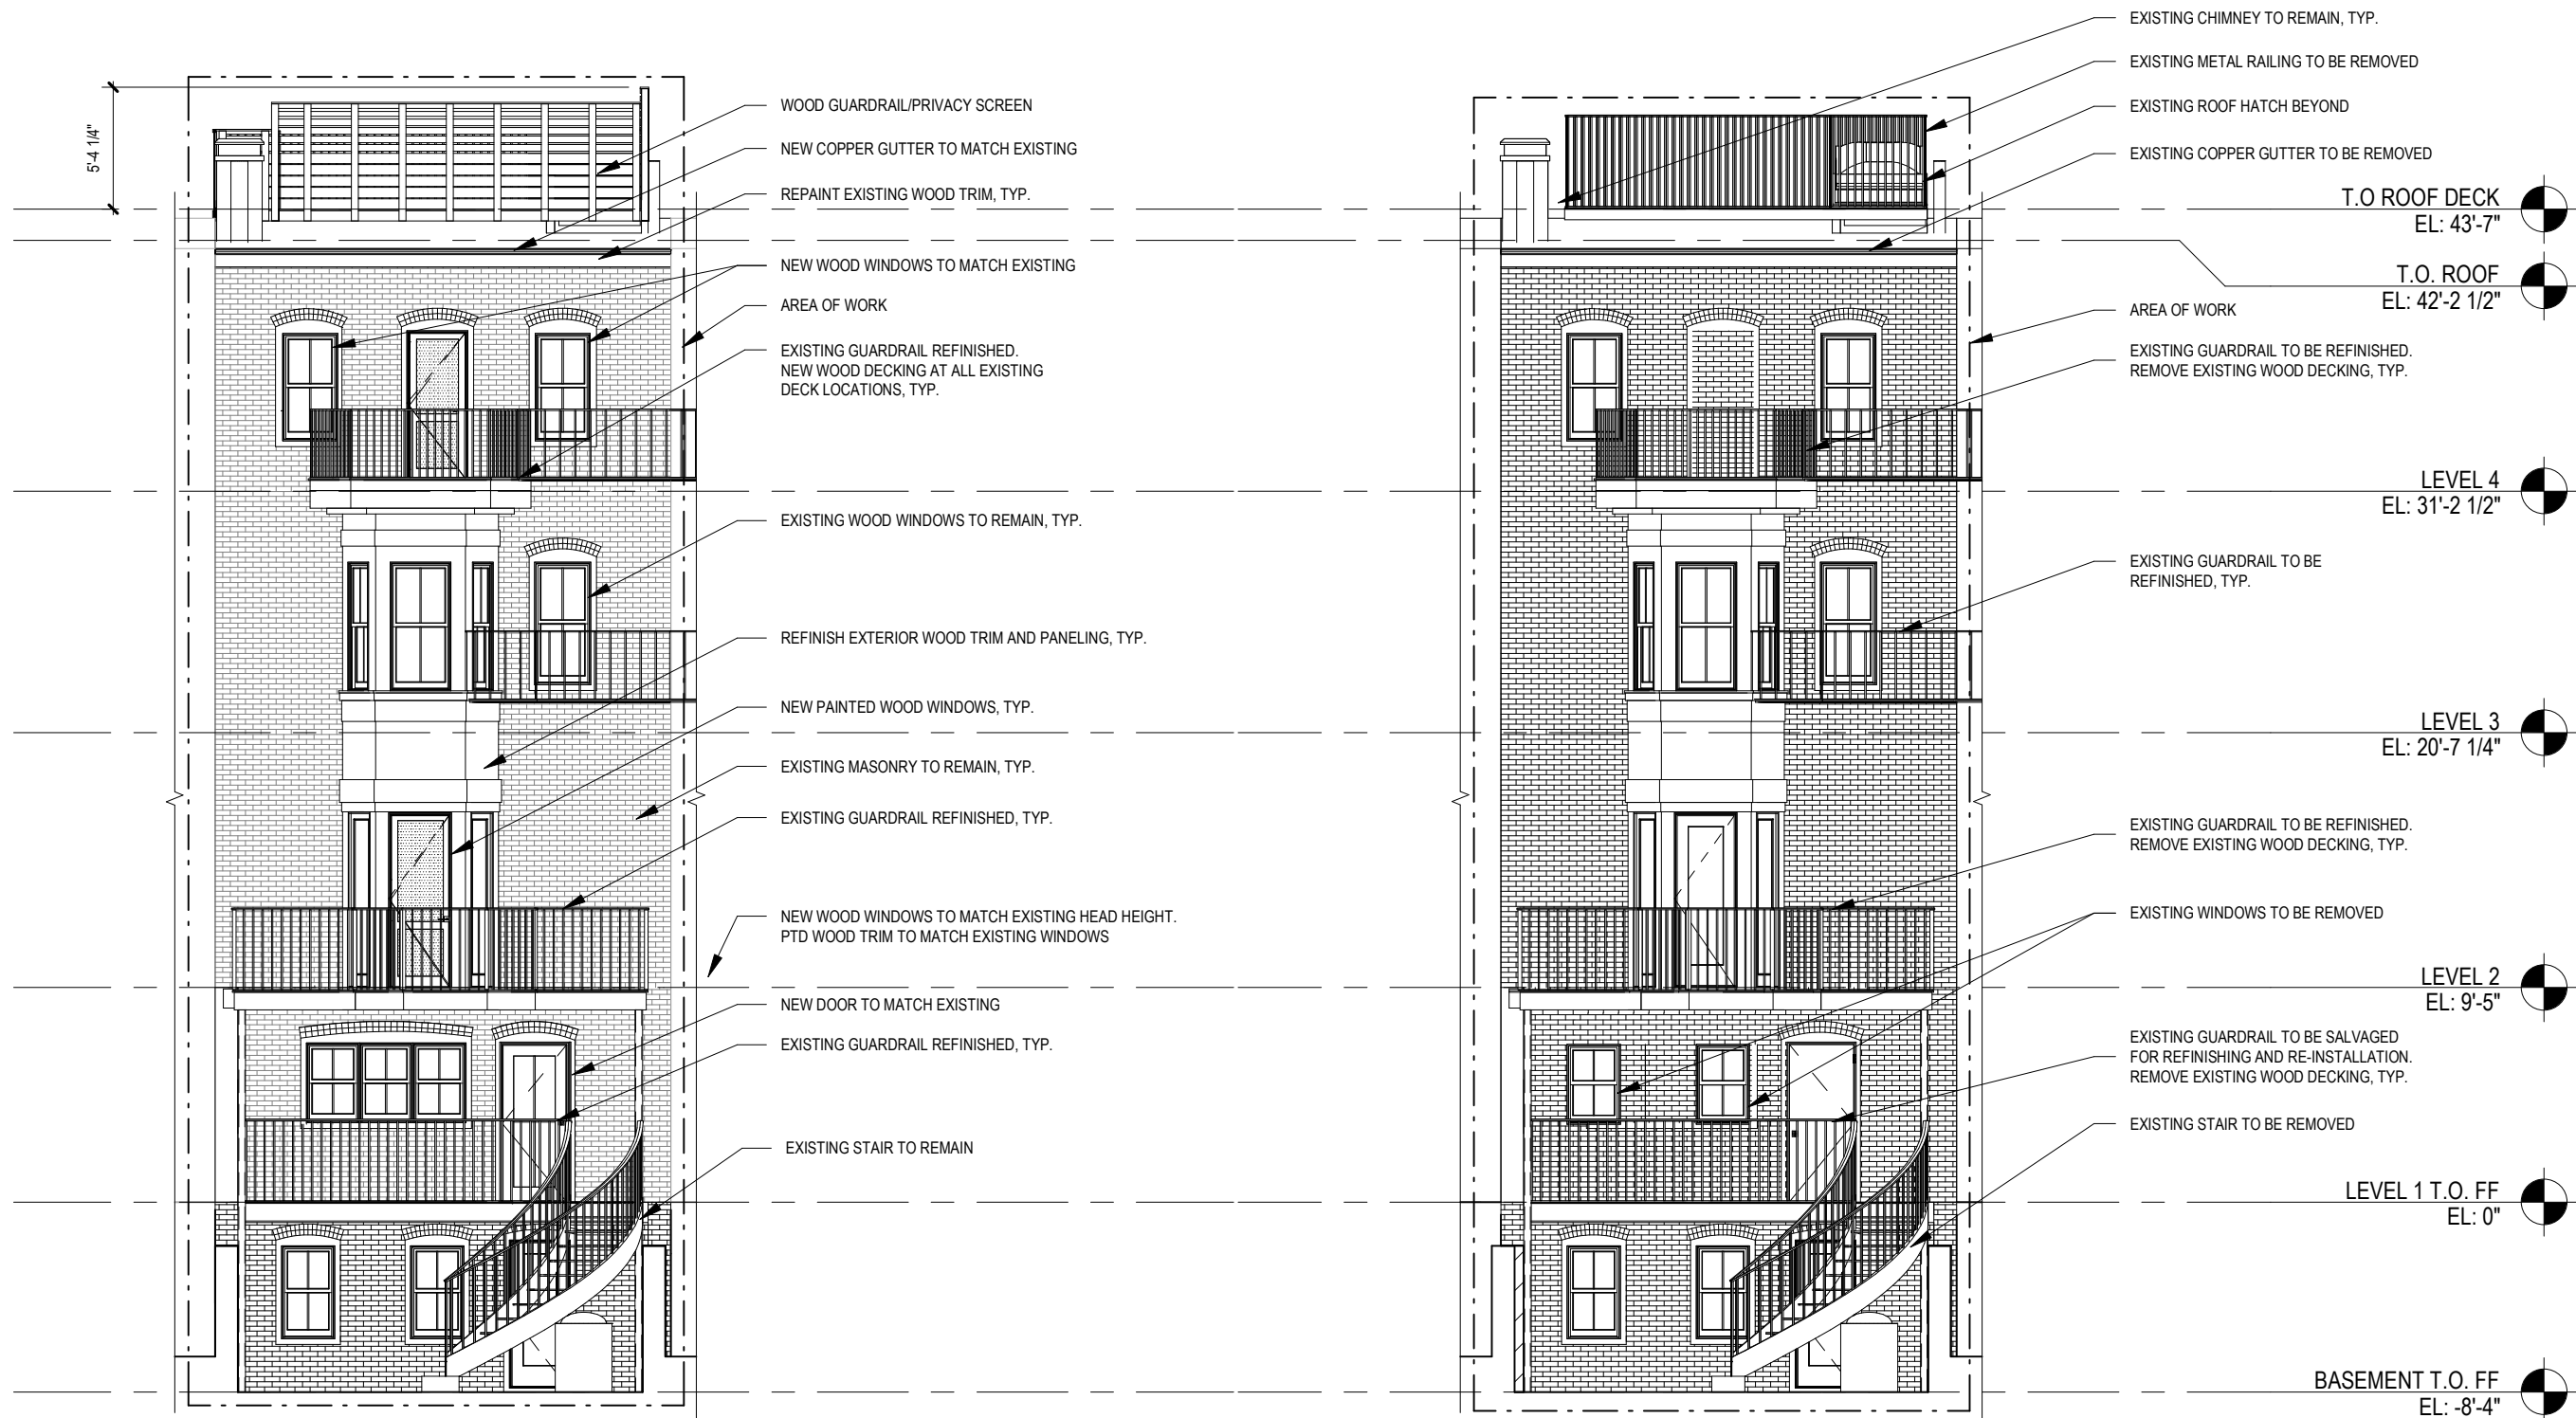 5'-4 1/4"
WOOD GUARDRAIL/PRIVACY SCREEN
NEW COPPER GUTTER TO MATCH EXISTING
REPAINT EXISTING WOOD TRIM, TYP.
NEW WOOD WINDOWS TO MATCH EXISTING
AREA OF WORK
EXISTING GUARDRAIL REFINISHED.
NEW WOOD DECKING AT ALL EXISTING
DECK LOCATIONS, TYP.
EXISTING WOOD WINDOWS TO REMAIN, TYP.
REFINISH EXTERIOR WOOD TRIM AND PANELING, TYP.
NEW PAINTED WOOD WINDOWS, TYP.
EXISTING MASONRY TO REMAIN, TYP.
EXISTING GUARDRAIL REFINISHED, TYP.
NEW WOOD WINDOWS TO MATCH EXISTING HEAD HEIGHT.
PTD WOOD TRIM TO MATCH EXISTING WINDOWS
NEW DOOR TO MATCH EXISTING
EXISTING GUARDRAIL REFINISHED, TYP.
EXISTING STAIR TO REMAIN
EXISTING CHIMNEY TO REMAIN, TYP.
EXISTING METAL RAILING TO BE REMOVED
EXISTING ROOF HATCH BEYOND
EXISTING COPPER GUTTER TO BE REMOVED
AREA OF WORK
EXISTING GUARDRAIL TO BE REFINISHED.
REMOVE EXISTING WOOD DECKING, TYP.
EXISTING GUARDRAIL TO BE
REFINISHED, TYP.
EXISTING GUARDRAIL TO BE REFINISHED.
REMOVE EXISTING WOOD DECKING, TYP.
EXISTING WINDOWS TO BE REMOVED
EXISTING GUARDRAIL TO BE SALVAGED
FOR REFINISHING AND RE-INSTALLATION.
REMOVE EXISTING WOOD DECKING, TYP.
EXISTING STAIR TO BE REMOVED
T.O ROOF DECK
EL: 43'-7"
T.O. ROOF
EL: 42'-2 1/2"
LEVEL 4
EL: 31'-2 1/2"
LEVEL 3
EL: 20'-7 1/4"
LEVEL 2
EL: 9'-5"
LEVEL 1 T.O. FF
EL: 0"
BASEMENT T.O. FF
EL: -8'-4"